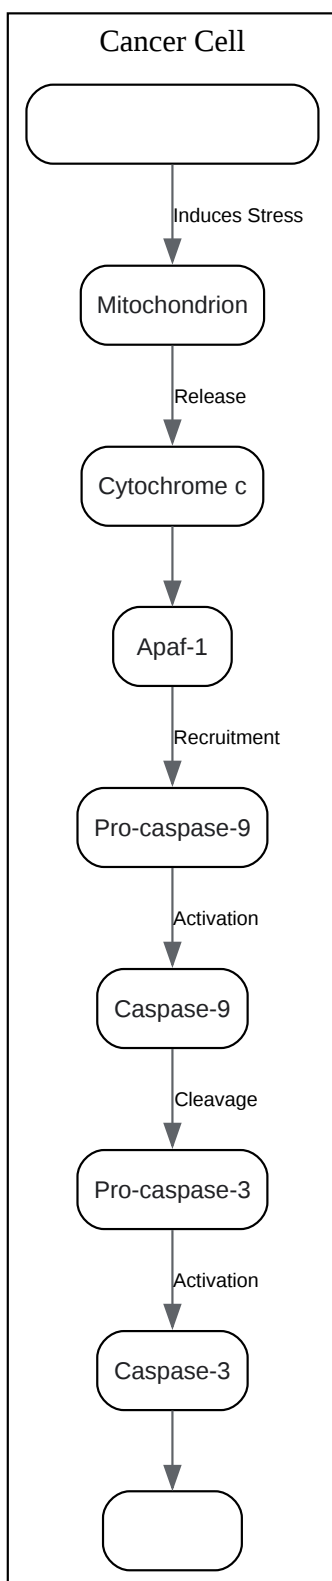 Cancer Cell
Induces Stress
Mitochondrion
Release
Cytochrome c
Apaf-1
Recruitment
Pro-caspase-9
Activation
Caspase-9
Cleavage
Pro-caspase-3
Activation
Caspase-3